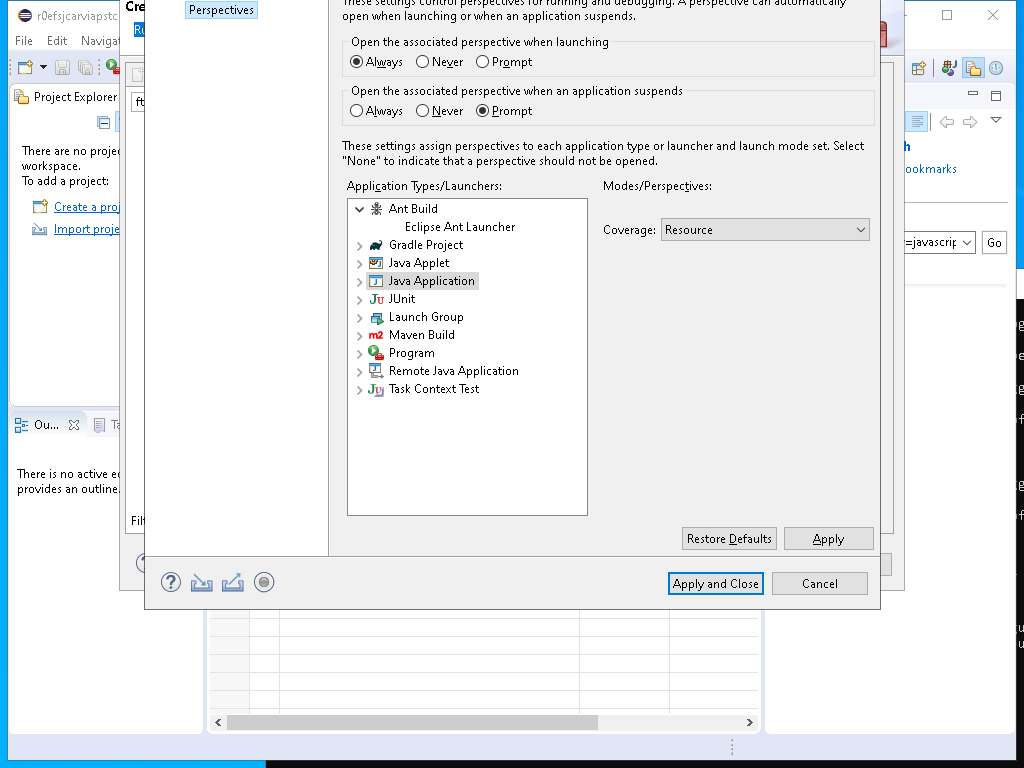 r0efsjcarviapstc
Cre
Perspectives
These settings control perspectives for running and debugging. A perspective can automatically
open when launching or when an application suspends.
File Edit Naviga
Ru
Open the associated perspective when launching
Always Never Prompt
Project Explorer
Open the associated perspective when an application suspends
Always Never Prompt
There are no proje
workspace.
To add a project:
Create a proj
Import proje
These settings assign perspectives to each application type or launcher and launch mode set. Select
"None" to indicate that a perspective should not be opened.
Application Types/Launchers:
Modes/Perspectives:
Ant Build
Eclipse Ant Launcher
Gradle Project
Java Applet
Java Application
JUnit
Launch Group
Maven Build
Program
Remote Java Application
Task Context Test
Coverage: Resource
h
ookmarks
=javascrip
Go
Ou...
Ta
There is no active ed
provides an outline.
Filt
Restore Defaults
Apply
Apply and Close
Cancel